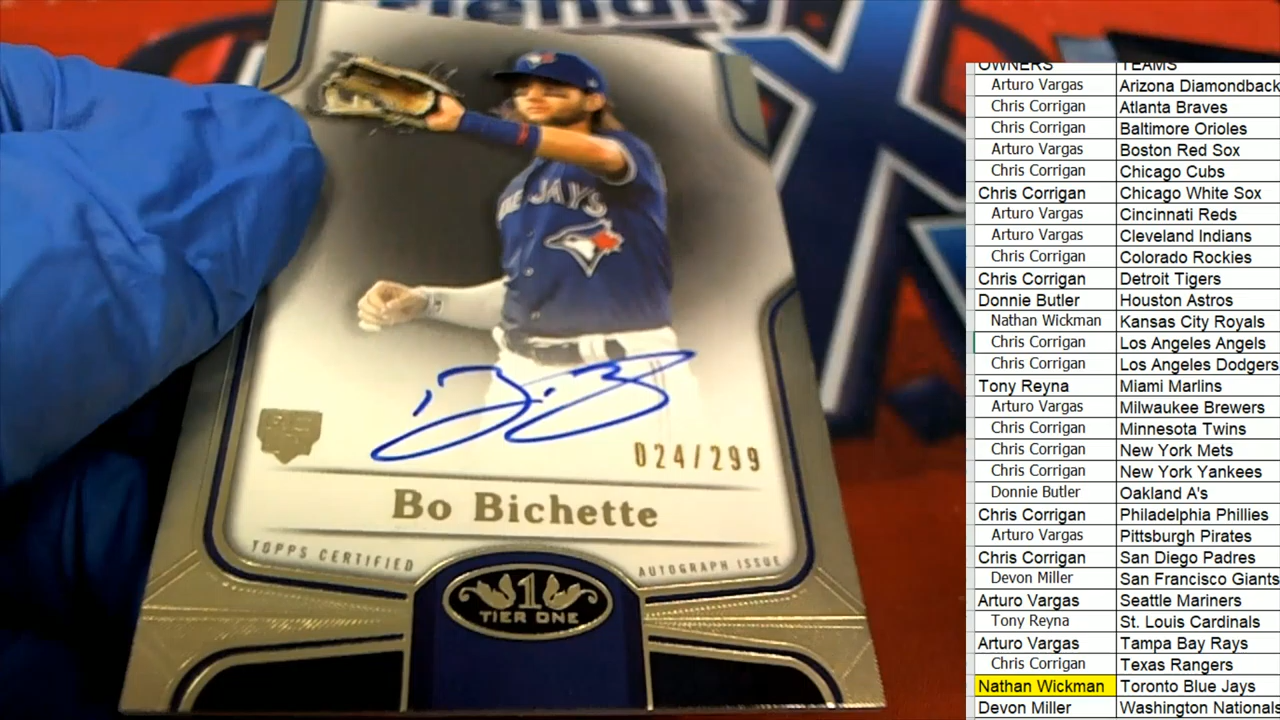 endly
X
JAYS
RC
024/299
Bo Bichette
TOPPS CERTIFIED
AUTOGRAPH ISSUE
1
TIER ONE
OWNERS TEAMS
Arturo Vargas Arizona Diamondback
Chris Corrigan Atlanta Braves
Chris Corrigan Baltimore Orioles
Arturo Vargas Boston Red Sox
Chris Corrigan Chicago Cubs
Chris Corrigan Chicago White Sox
Arturo Vargas Cincinnati Reds
Arturo Vargas Cleveland Indians
Chris Corrigan Colorado Rockies
Chris Corrigan Detroit Tigers
Donnie Butler Houston Astros
Nathan Wickman Kansas City Royals
Chris Corrigan Los Angeles Angels
Chris Corrigan Los Angeles Dodgers
Tony Reyna Miami Marlins
Arturo Vargas Milwaukee Brewers
Chris Corrigan Minnesota Twins
Chris Corrigan New York Mets
Chris Corrigan New York Yankees
Donnie Butler Oakland A's
Chris Corrigan Philadelphia Phillies
Arturo Vargas Pittsburgh Pirates
Chris Corrigan San Diego Padres
Devon Miller San Francisco Giants
Arturo Vargas Seattle Mariners
Tony Reyna St. Louis Cardinals
Arturo Vargas Tampa Bay Rays
Chris Corrigan Texas Rangers
Nathan Wickman Toronto Blue Jays
Devon Miller Washington Nationals